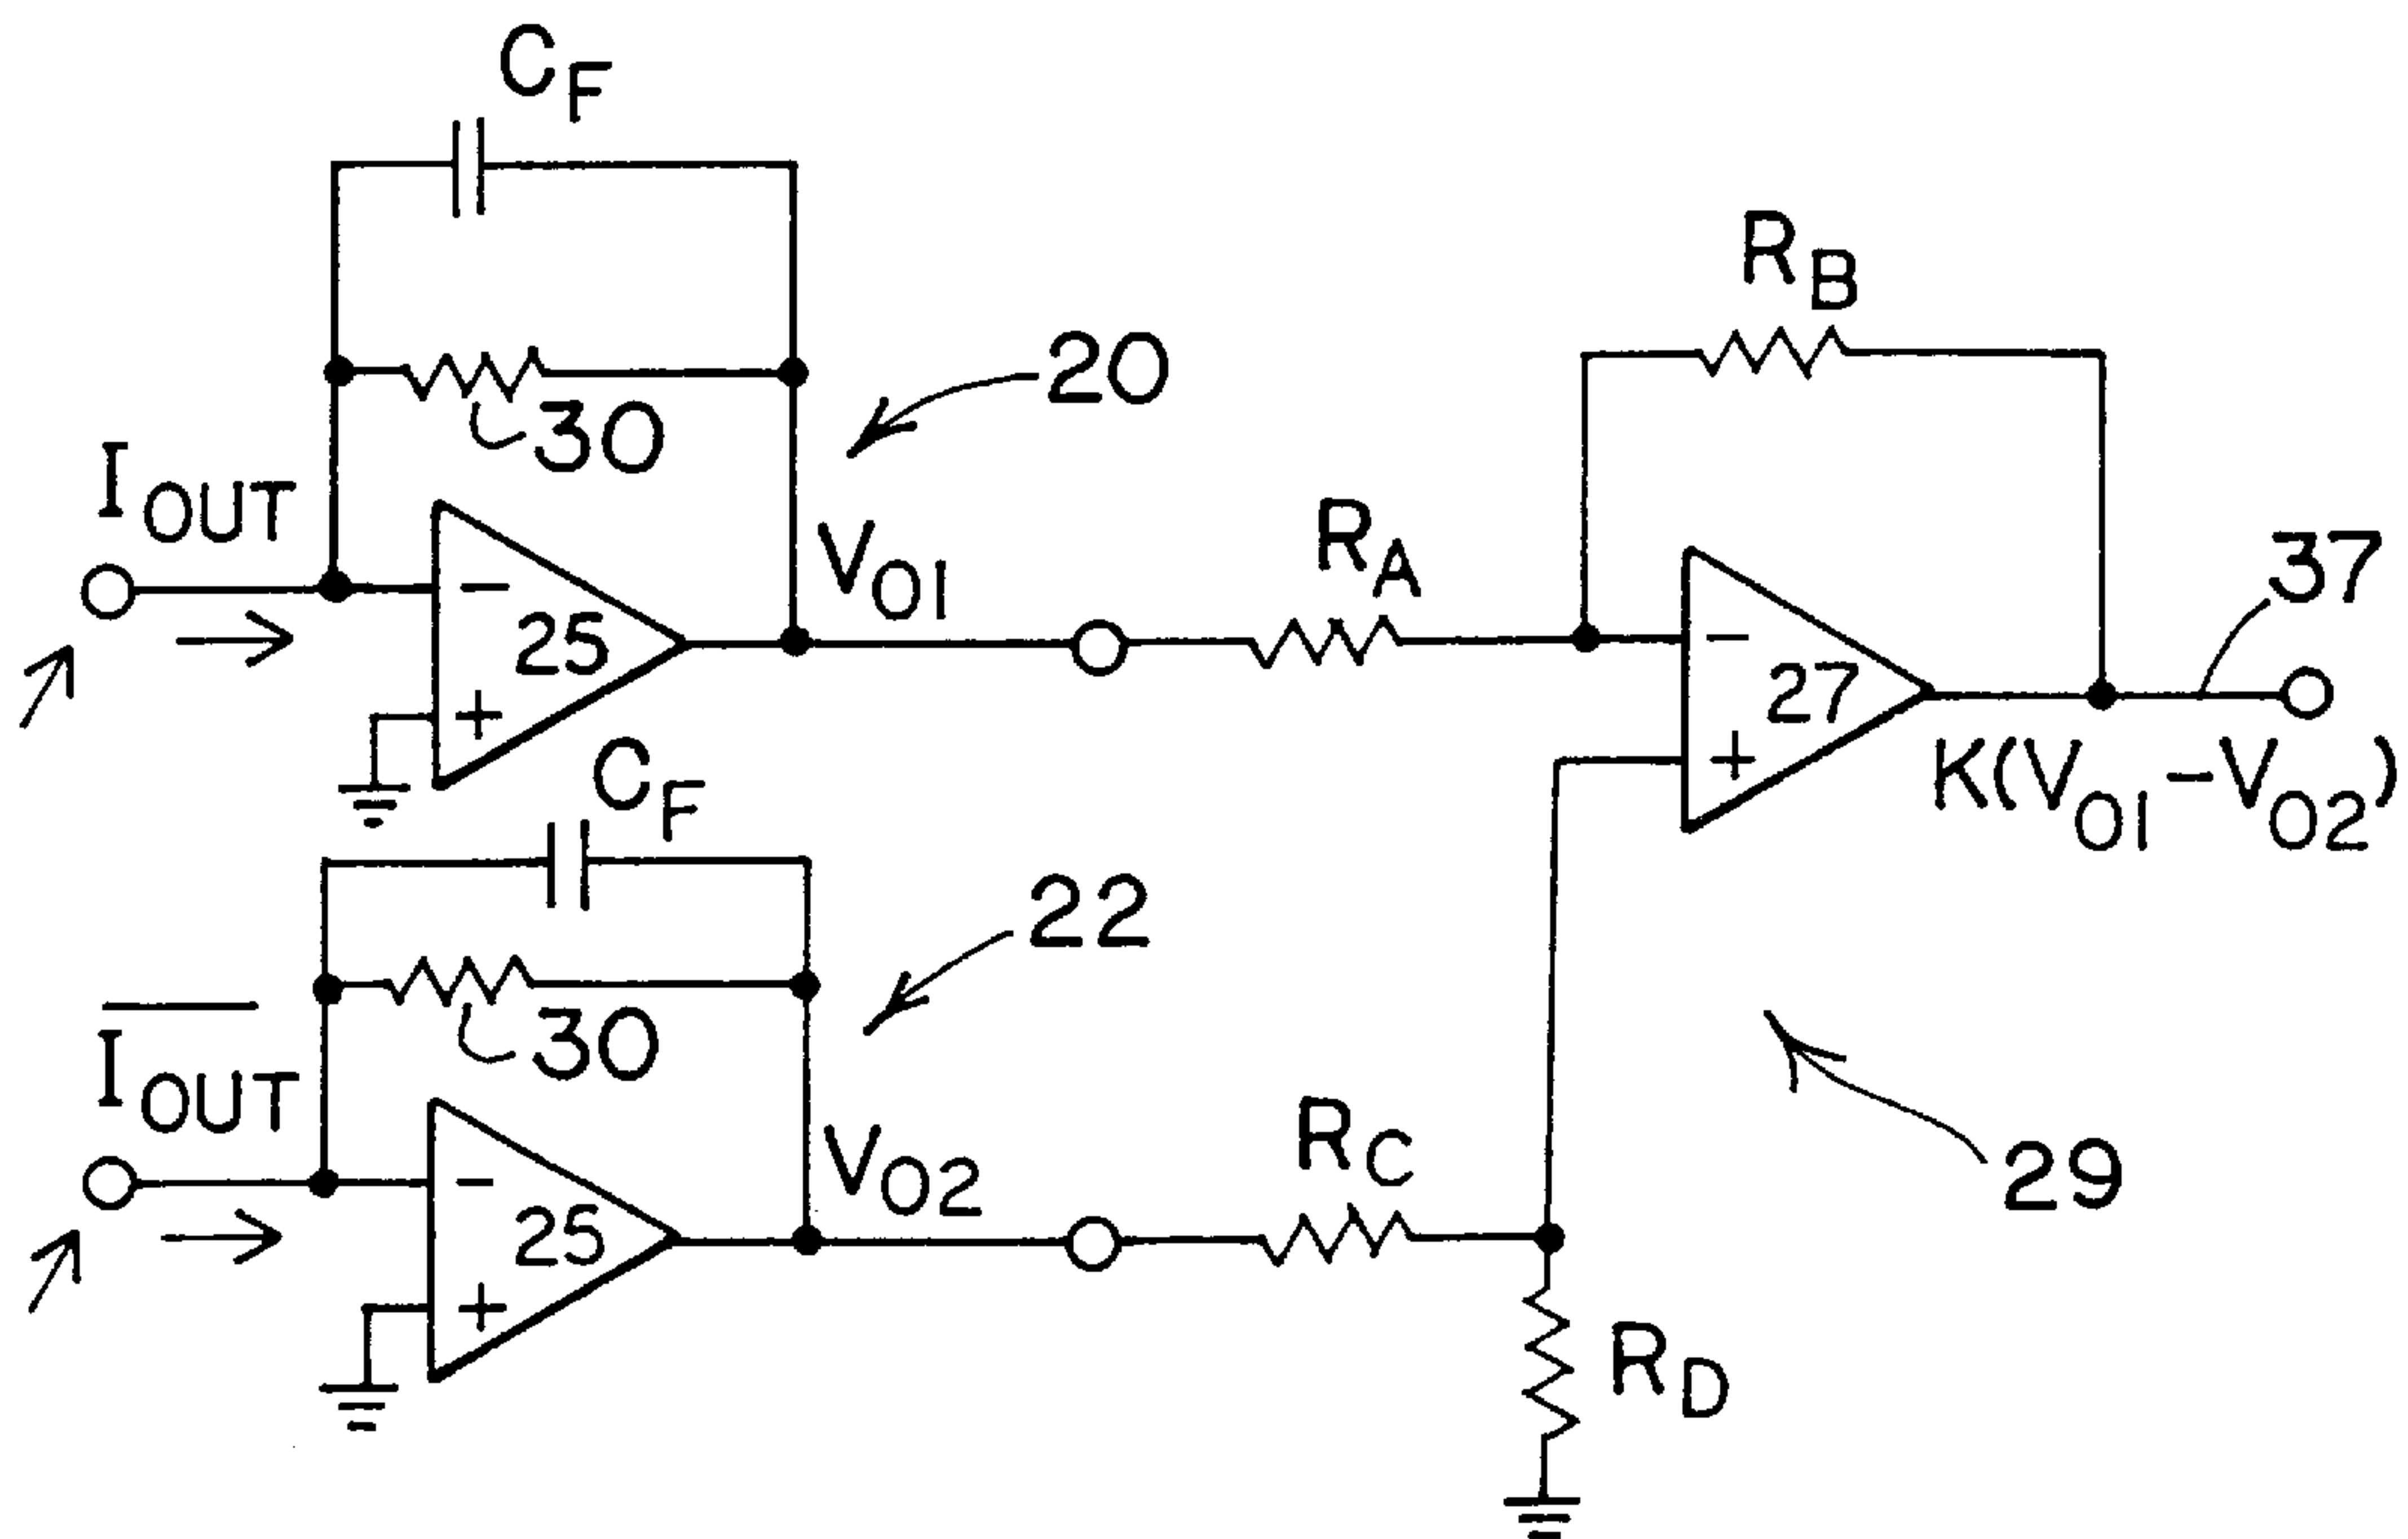 C_F
20
30
I_OUT
25
V_O1
R_A
R_B
27
37
K(V_O1-V_O2)
C_F
22
30
I̅_OUT
25
V_O2
R_C
R_D
29